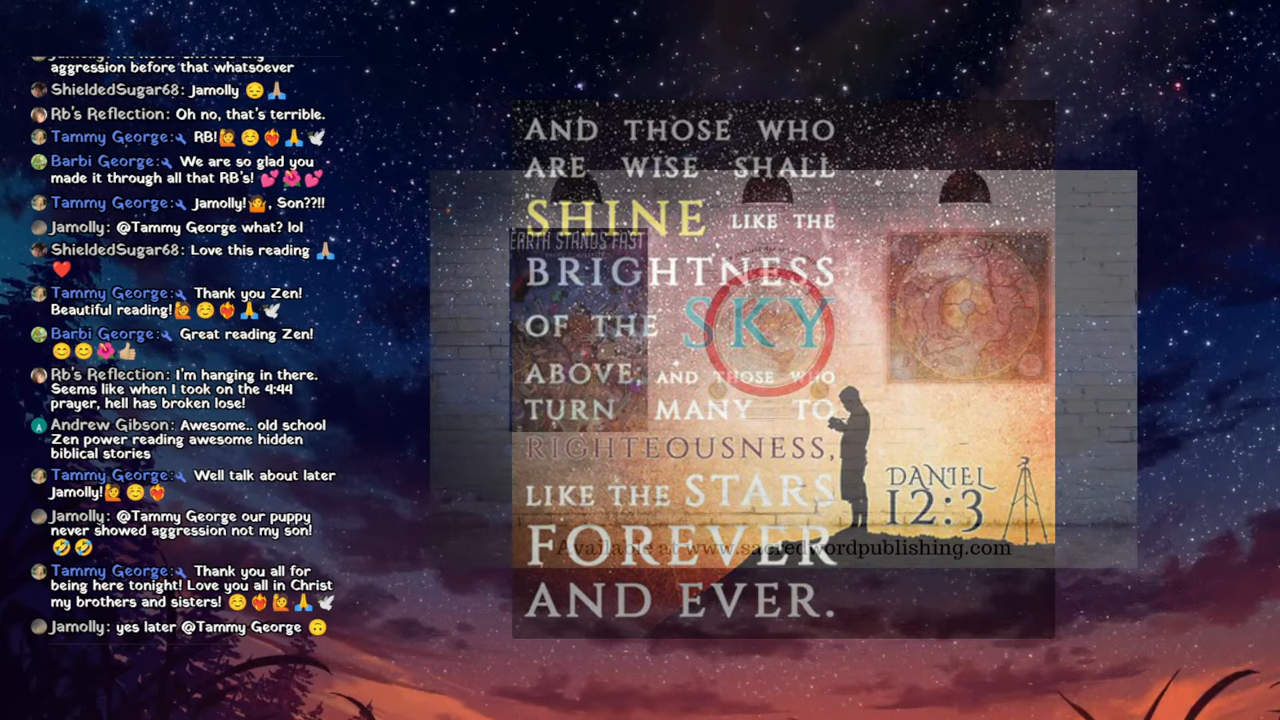 aggression before that whatsoever
ShieldedSugar68: Jamolly 😔🙏🏼
Rb's Reflection: Oh no, that's terrible.
Tammy George: RB!🙋☺️❤️‍🔥🙏🕊️
Barbi George: We are so glad you
made it through all that RB's! 💕🌺💕
Tammy George: Jamolly!🤷, Son??!!
Jamolly: @Tammy George what? lol
ShieldedSugar68: Love this reading 🙏🏼
❤️
Tammy George: Thank you Zen!
Beautiful reading!🙋☺️❤️‍🔥🙏🕊️
Barbi George: Great reading Zen!
😊😊🌺👍🏼
Rb's Reflection: I'm hanging in there.
Seems like when I took on the 4:44
prayer, hell has broken lose!
Andrew Gibson: Awesome.. old school
Zen power reading awesome hidden
biblical stories
Tammy George: Well talk about later
Jamolly!🙋☺️❤️‍🔥
Jamolly: @Tammy George our puppy
never showed aggression not my son!
🤣🤣
Tammy George: Thank you all for
being here tonight! Love you all in Christ
my brothers and sisters! ☺️❤️‍🔥🙋🙏🕊️
Jamolly: yes later @Tammy George 🙃
AND THOSE WHO
ARE WISE SHALL
SHINE LIKE THE
EARTH STANDS FAST
BRIGHTNESS
OF THE SKY
ABOVE; AND THOSE WHO
TURN MANY TO
RIGHTEOUSNESS,
LIKE THE STARS
FOREVER
AND EVER.
DANIEL
12:3
Available at www.sacredwordpublishing.com